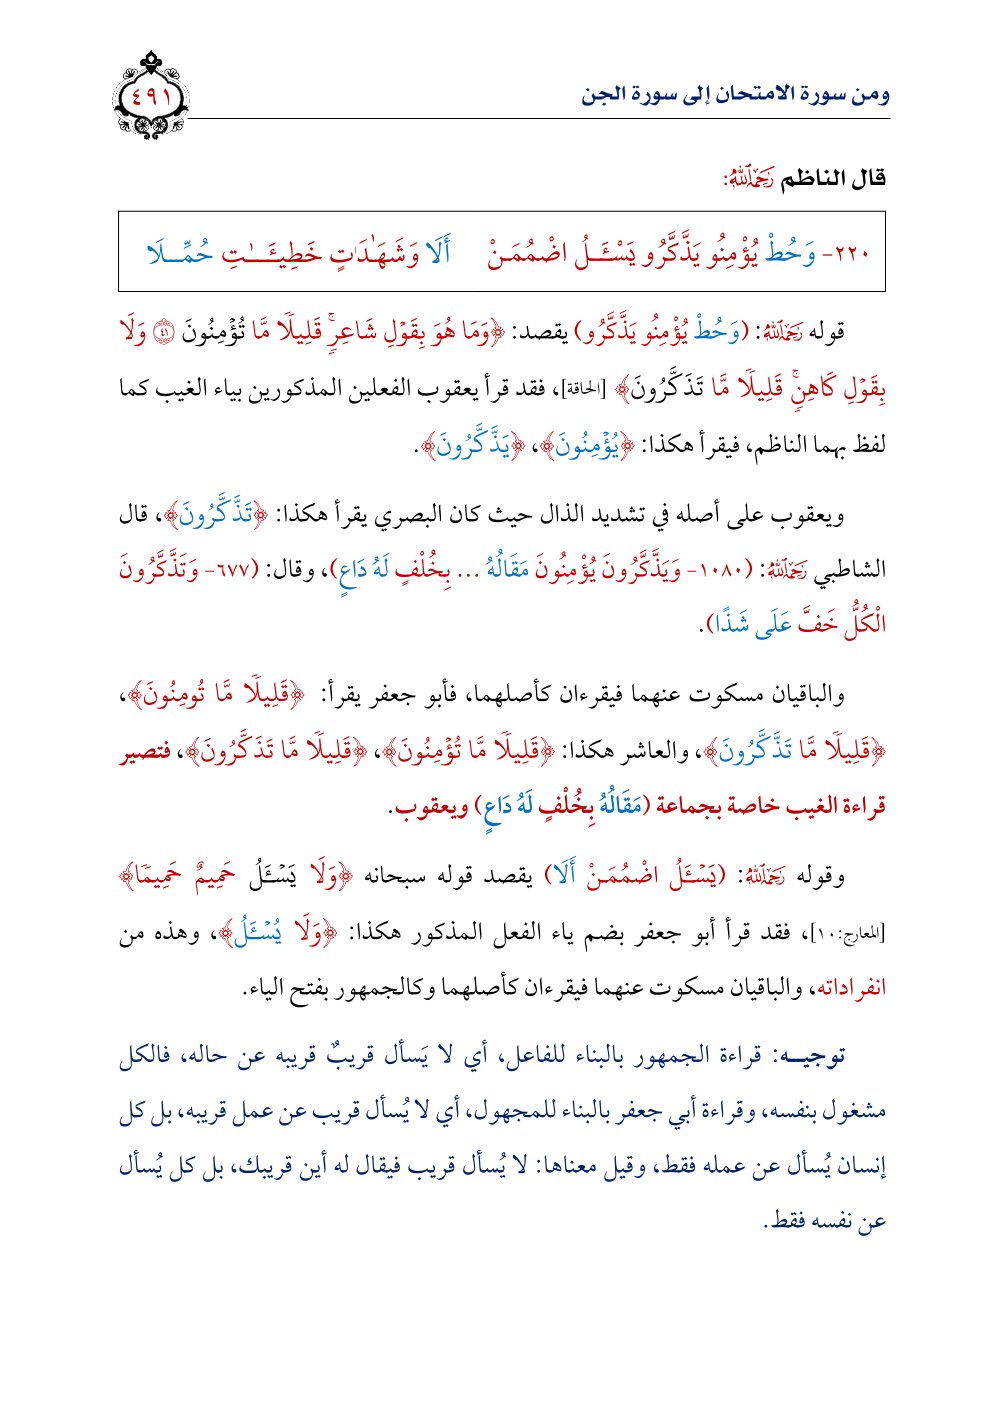 ومن سورة الامتحان إلى سورة الجن
٤٩١
قال الناظم رَحِمَهُ ٱللَّهُ:
٢٢٠- وَحُطْ يُؤْمِنُو يَذَّكَّرُو يَسْـَٔـلُ اضْمُمَـنْ أَلَا وَشَهَـٰدَاتٍ خَطِيـَٔـــٰتِ حُمِّـــلَا
قوله رَحِمَهُ ٱللَّهُ: (وَحُطْ يُؤْمِنُو يَذَّكَّرُو) يقصد: ﴿وَمَا هُوَ بِقَوۡلِ شَاعِرٖۚ قَلِيلٗا مَّا تُؤۡمِنُونَ ٤١ وَلَا
بِقَوۡلِ كَاهِنٖۚ قَلِيلٗا مَّا تَذَكَّرُونَ﴾ [الحاقة]، فقد قرأ يعقوب الفعلين المذكورين بياء الغيب كما
لفظ بهما الناظم، فيقرأ هكذا: ﴿يُؤۡمِنُونَ﴾، ﴿يَذَّكَّرُونَ﴾.
ويعقوب على أصله في تشديد الذال حيث كان البصري يقرأ هكذا: ﴿تَذَّكَّرُونَ﴾، قال
الشاطبي رَحِمَهُ ٱللَّهُ: (١٠٨٠- وَيَذَّكَّرُونَ يُؤْمِنُونَ مَقَالُهُ ... بِخُلْفٍ لَهُ دَاعٍ)، وقال: (٦٧٧- وَتَذَّكَّرُونَ
الْكُلُّ خَفَّ عَلَى شَذًا).
والباقيان مسكوت عنهما فيقرءان كأصلهما، فأبو جعفر يقرأ: ﴿قَلِيلٗا مَّا تُومِنُونَ﴾،
﴿قَلِيلٗا مَّا تَذَّكَّرُونَ﴾، والعاشر هكذا: ﴿قَلِيلٗا مَّا تُؤۡمِنُونَ﴾، ﴿قَلِيلٗا مَّا تَذَكَّرُونَ﴾، فتصير
قراءة الغيب خاصة بجماعة (مَقَالُهُ بِخُلْفٍ لَهُ دَاعٍ) ويعقوب.
وقوله رَحِمَهُ ٱللَّهُ: (يَسْـَٔلُ اضْمُمَـنْ أَلَا) يقصد قوله سبحانه ﴿وَلَا يَسۡـَٔلُ حَمِيمٌ حَمِيمٗا﴾
[المعارج:١٠]، فقد قرأ أبو جعفر بضم ياء الفعل المذكور هكذا: ﴿وَلَا يُسۡـَٔلُ﴾، وهذه من
انفراداته، والباقيان مسكوت عنهما فيقرءان كأصلهما وكالجمهور بفتح الياء.
توجيــه: قراءة الجمهور بالبناء للفاعل، أي لا يَسأل قريبٌ قريبه عن حاله، فالكل
مشغول بنفسه، وقراءة أبي جعفر بالبناء للمجهول، أي لا يُسأل قريب عن عمل قريبه، بل كل
إنسان يُسأل عن عمله فقط، وقيل معناها: لا يُسأل قريب فيقال له أين قريبك، بل كل يُسأل
عن نفسه فقط.